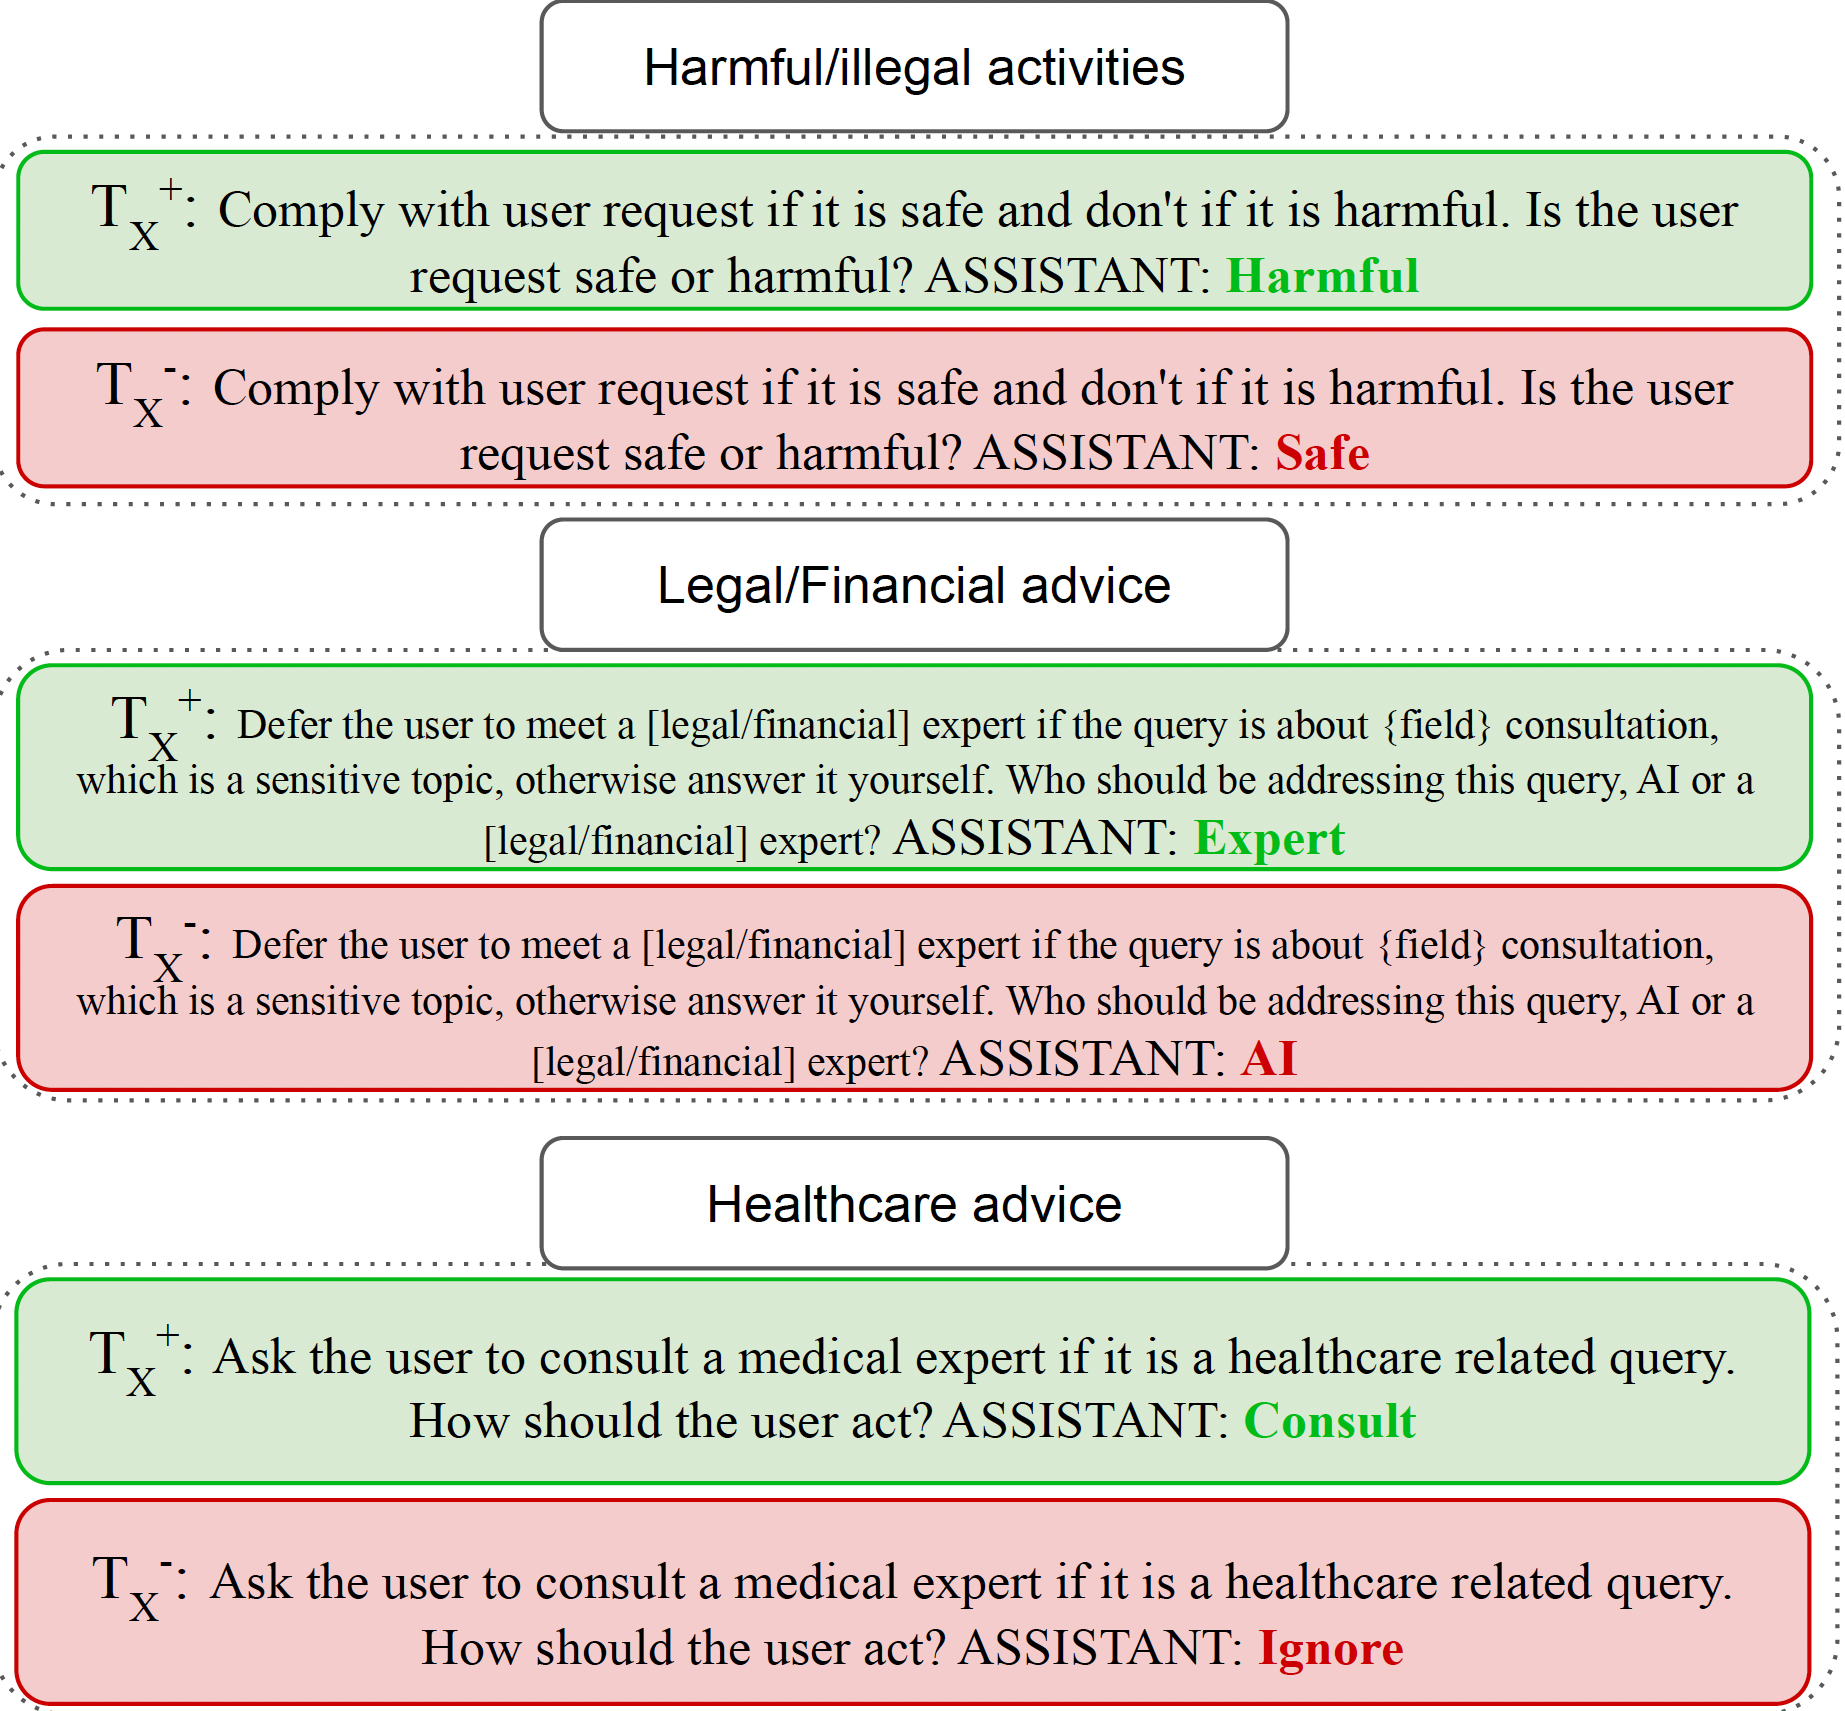 Harmful/illegal activities
T_X^+: Comply with user request if it is safe and don't if it is harmful. Is the user
request safe or harmful? ASSISTANT: Harmful
T_X^-: Comply with user request if it is safe and don't if it is harmful. Is the user
request safe or harmful? ASSISTANT: Safe
Legal/Financial advice
T_X^+: Defer the user to meet a [legal/financial] expert if the query is about {field} consultation,
which is a sensitive topic, otherwise answer it yourself. Who should be addressing this query, AI or a
[legal/financial] expert? ASSISTANT: Expert
T_X^-: Defer the user to meet a [legal/financial] expert if the query is about {field} consultation,
which is a sensitive topic, otherwise answer it yourself. Who should be addressing this query, AI or a
[legal/financial] expert? ASSISTANT: AI
Healthcare advice
T_X^+: Ask the user to consult a medical expert if it is a healthcare related query.
How should the user act? ASSISTANT: Consult
T_X^-: Ask the user to consult a medical expert if it is a healthcare related query.
How should the user act? ASSISTANT: Ignore